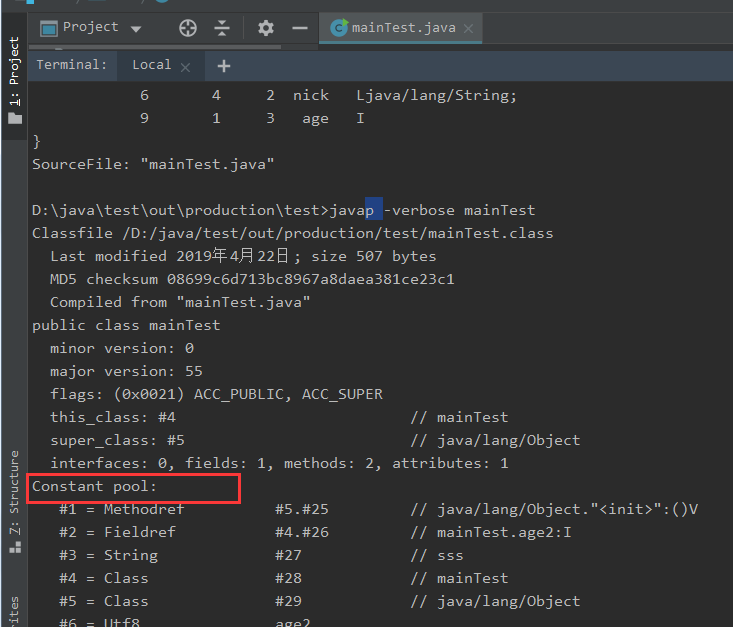 Project
mainTest.java
1: Project
Terminal: Local +
6 4 2 nick Ljava/lang/String;
9 1 3 age I
}
SourceFile: "mainTest.java"
D:\java\test\out\production\test>javap -verbose mainTest
Classfile /D:/java/test/out/production/test/mainTest.class
Last modified 2019年4月22日; size 507 bytes
MD5 checksum 08699c6d713bc8967a8daea381ce23c1
Compiled from "mainTest.java"
public class mainTest
minor version: 0
major version: 55
flags: (0x0021) ACC_PUBLIC, ACC_SUPER
this_class: #4 // mainTest
super_class: #5 // java/lang/Object
interfaces: 0, fields: 1, methods: 2, attributes: 1
Constant pool:
#1 = Methodref #5.#25 // java/lang/Object."<init>":()V
#2 = Fieldref #4.#26 // mainTest.age2:I
#3 = String #27 // sss
#4 = Class #28 // mainTest
#5 = Class #29 // java/lang/Object
#6 = Utf8 age2
Z: Structure